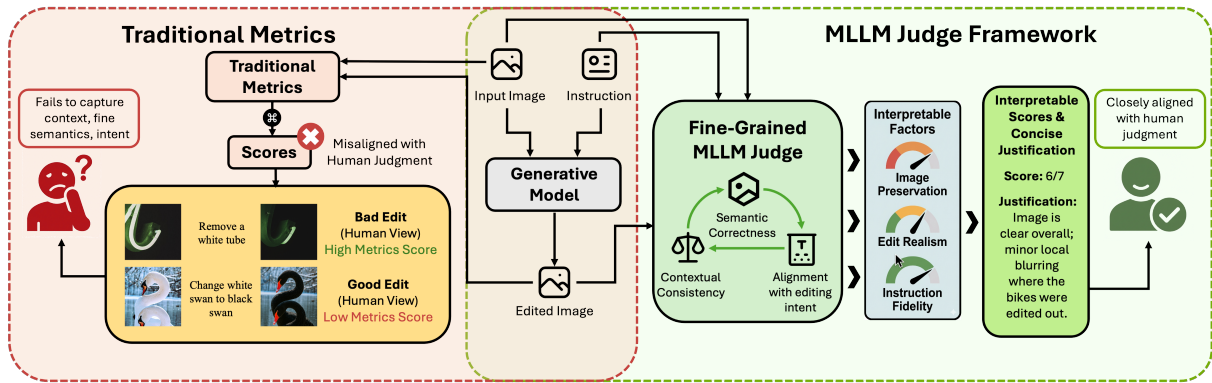 Traditional Metrics
MLLM Judge Framework
Traditional
Metrics
Fails to capture
context, fine
semantics, intent
Scores
Misaligned with
Human Judgment
Remove a
white tube
Bad Edit
(Human View)
High Metrics Score
Change white
swan to black
swan
Good Edit
(Human View)
Low Metrics Score
Input Image
Instruction
Generative
Model
Edited Image
Fine-Grained
MLLM Judge
Semantic
Correctness
Contextual
Consistency
T
Alignment
with editing
intent
Interpretable
Factors
Image
Preservation
Edit Realism
Instruction
Fidelity
Interpretable
Scores &
Concise
Justification
Score: 6/7
Justification:
Image is
clear overall;
minor local
blurring
where the
bikes were
edited out.
Closely aligned
with human
judgment